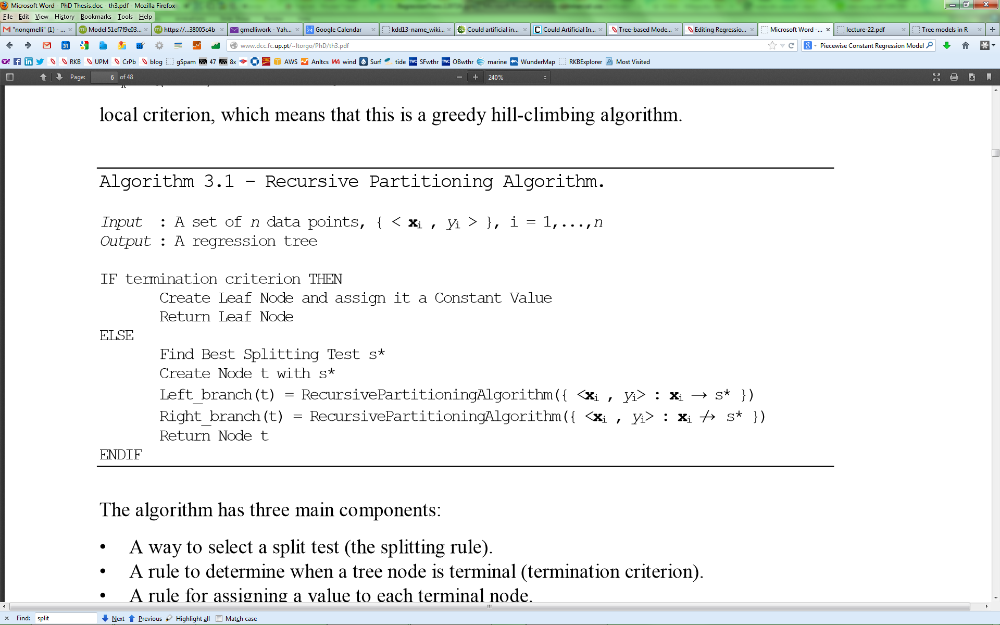 Microsoft Word - PhD Thesis.doc - th3.pdf - Mozilla Firefox
File Edit View History Bookmarks Tools Help
"nongmelli" (1) - ... Model 51ef7f9e03... https://...38005c4b gmelliwork - Yah... Google Calendar kdd13-name_wiki... Could artificial in... Could Artificial In... Tree-based Mode... Editing Regressio... Microsoft Word -... lecture-22.pdf Tree models in R
www.dcc.fc.up.pt/~ltorgo/PhD/th3.pdf Piecewise Constant Regression Model
RKB UPM CrPb blog gSpam 47 8x CIBC AWS Anltcs wind Surf tide TWC SFwthr TWC OBwthr marine WunderMap RKBExplorer Most Visited
Page: 6 of 48 240%
local criterion, which means that this is a greedy hill-climbing algorithm.
Algorithm 3.1 – Recursive Partitioning Algorithm.
Input : A set of n data points, { < xi , yi > }, i = 1,...,n
Output : A regression tree
IF termination criterion THEN
Create Leaf Node and assign it a Constant Value
Return Leaf Node
ELSE
Find Best Splitting Test s*
Create Node t with s*
Left_branch(t) = RecursivePartitioningAlgorithm({ <xi , yi> : xi → s* })
Right_branch(t) = RecursivePartitioningAlgorithm({ <xi , yi> : xi ↛ s* })
Return Node t
ENDIF
The algorithm has three main components:
• A way to select a split test (the splitting rule).
• A rule to determine when a tree node is terminal (termination criterion).
• A rule for assigning a value to each terminal node.
Find: split Next Previous Highlight all Match case